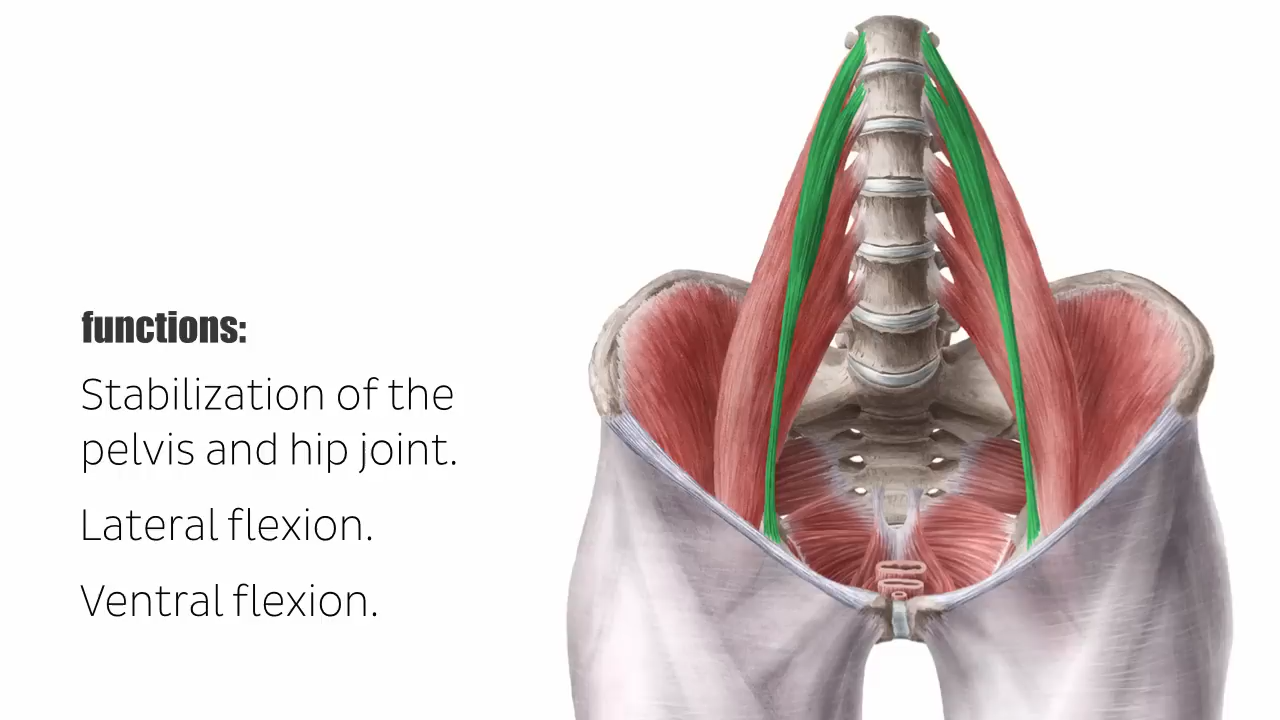 functions:
Stabilization of the
pelvis and hip joint.
Lateral flexion.
Ventral flexion.